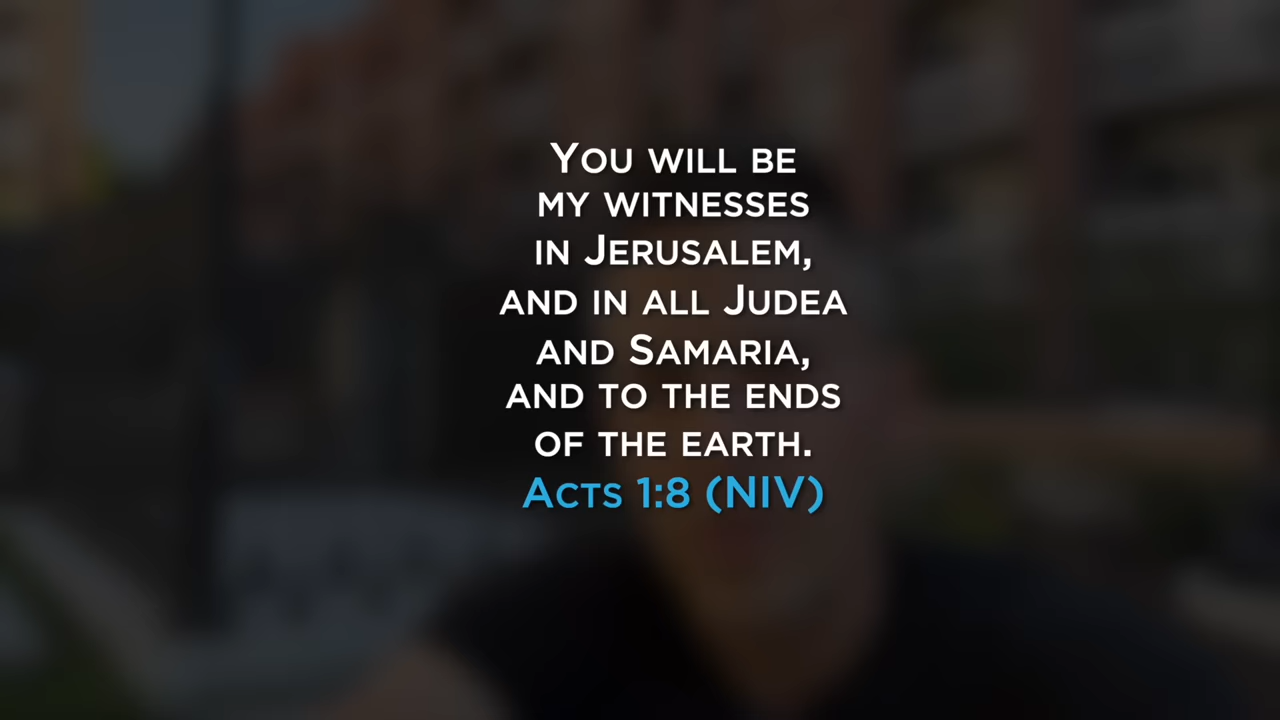 You will be
my witnesses
in Jerusalem,
and in all Judea
and Samaria,
and to the ends
of the earth.
Acts 1:8 (NIV)